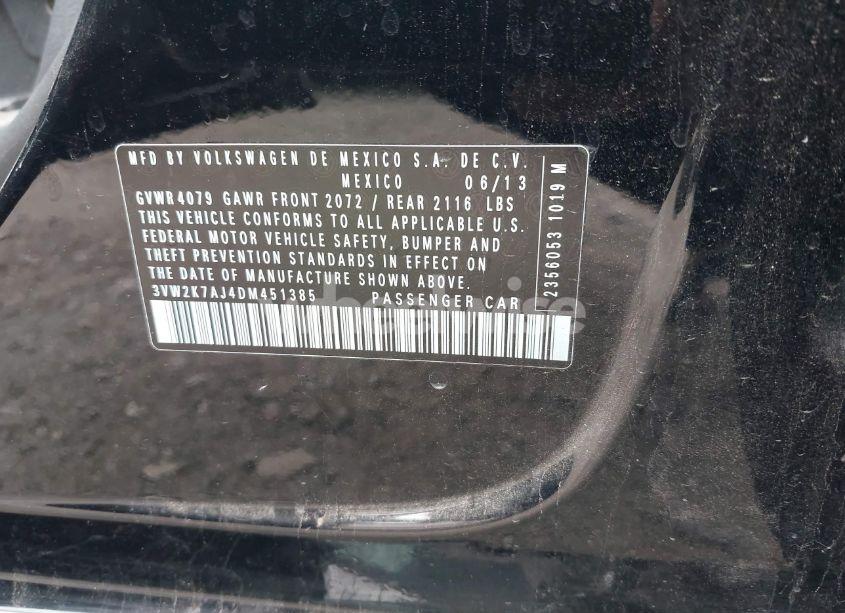 MFD BY VOLKSWAGEN DE MEXICO S.A. DE C.V.
MEXICO 06/13
GVWR 4079 GAWR FRONT 2072 / REAR 2116 LBS
THIS VEHICLE CONFORMS TO ALL APPLICABLE U.S.
FEDERAL MOTOR VEHICLE SAFETY, BUMPER AND
THEFT PREVENTION STANDARDS IN EFFECT ON
THE DATE OF MANUFACTURE SHOWN ABOVE.
3VW2K7AJ4DM451385 PASSENGER CAR
2356053 1019 M